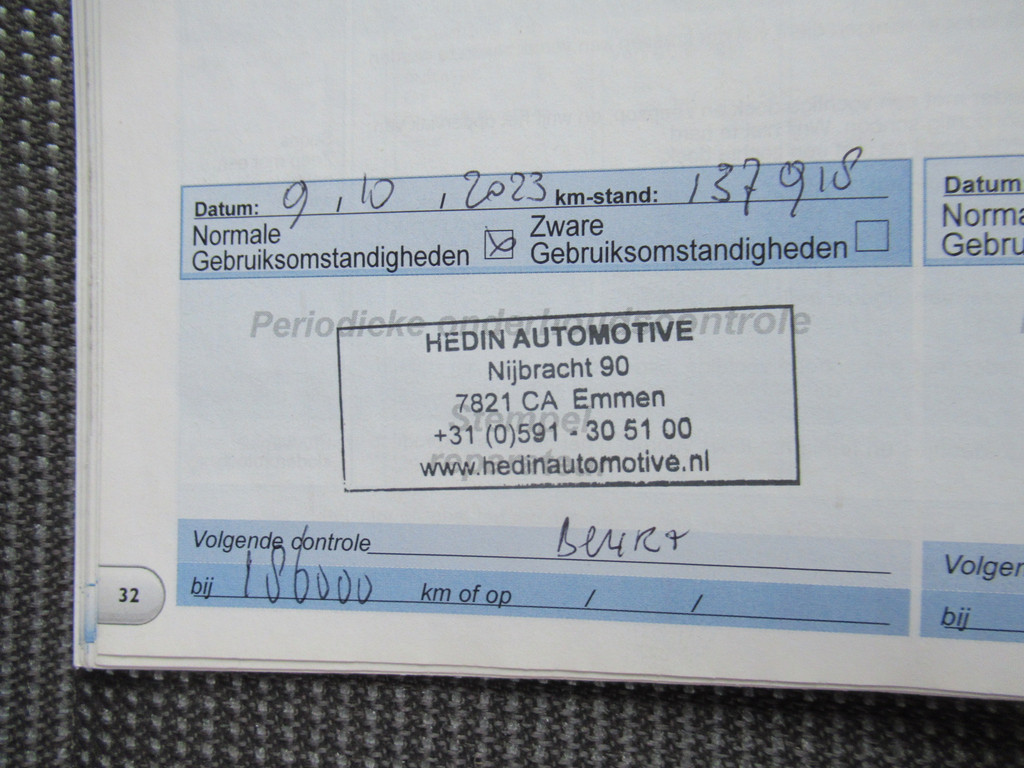 Datum: 9, 10, 2023 km-stand: 137918
Normale Gebruiksomstandigheden ☒ Zware Gebruiksomstandigheden ☐
Periodieke onderhoudscontrole
HEDIN AUTOMOTIVE
Nijbracht 90
7821 CA Emmen
+31 (0)591 - 30 51 00
www.hedinautomotive.nl
Stempel
Volgende controle Beurt
bij 186000 km of op / /
32
Datum
Norma
Gebru
Volgen
bij